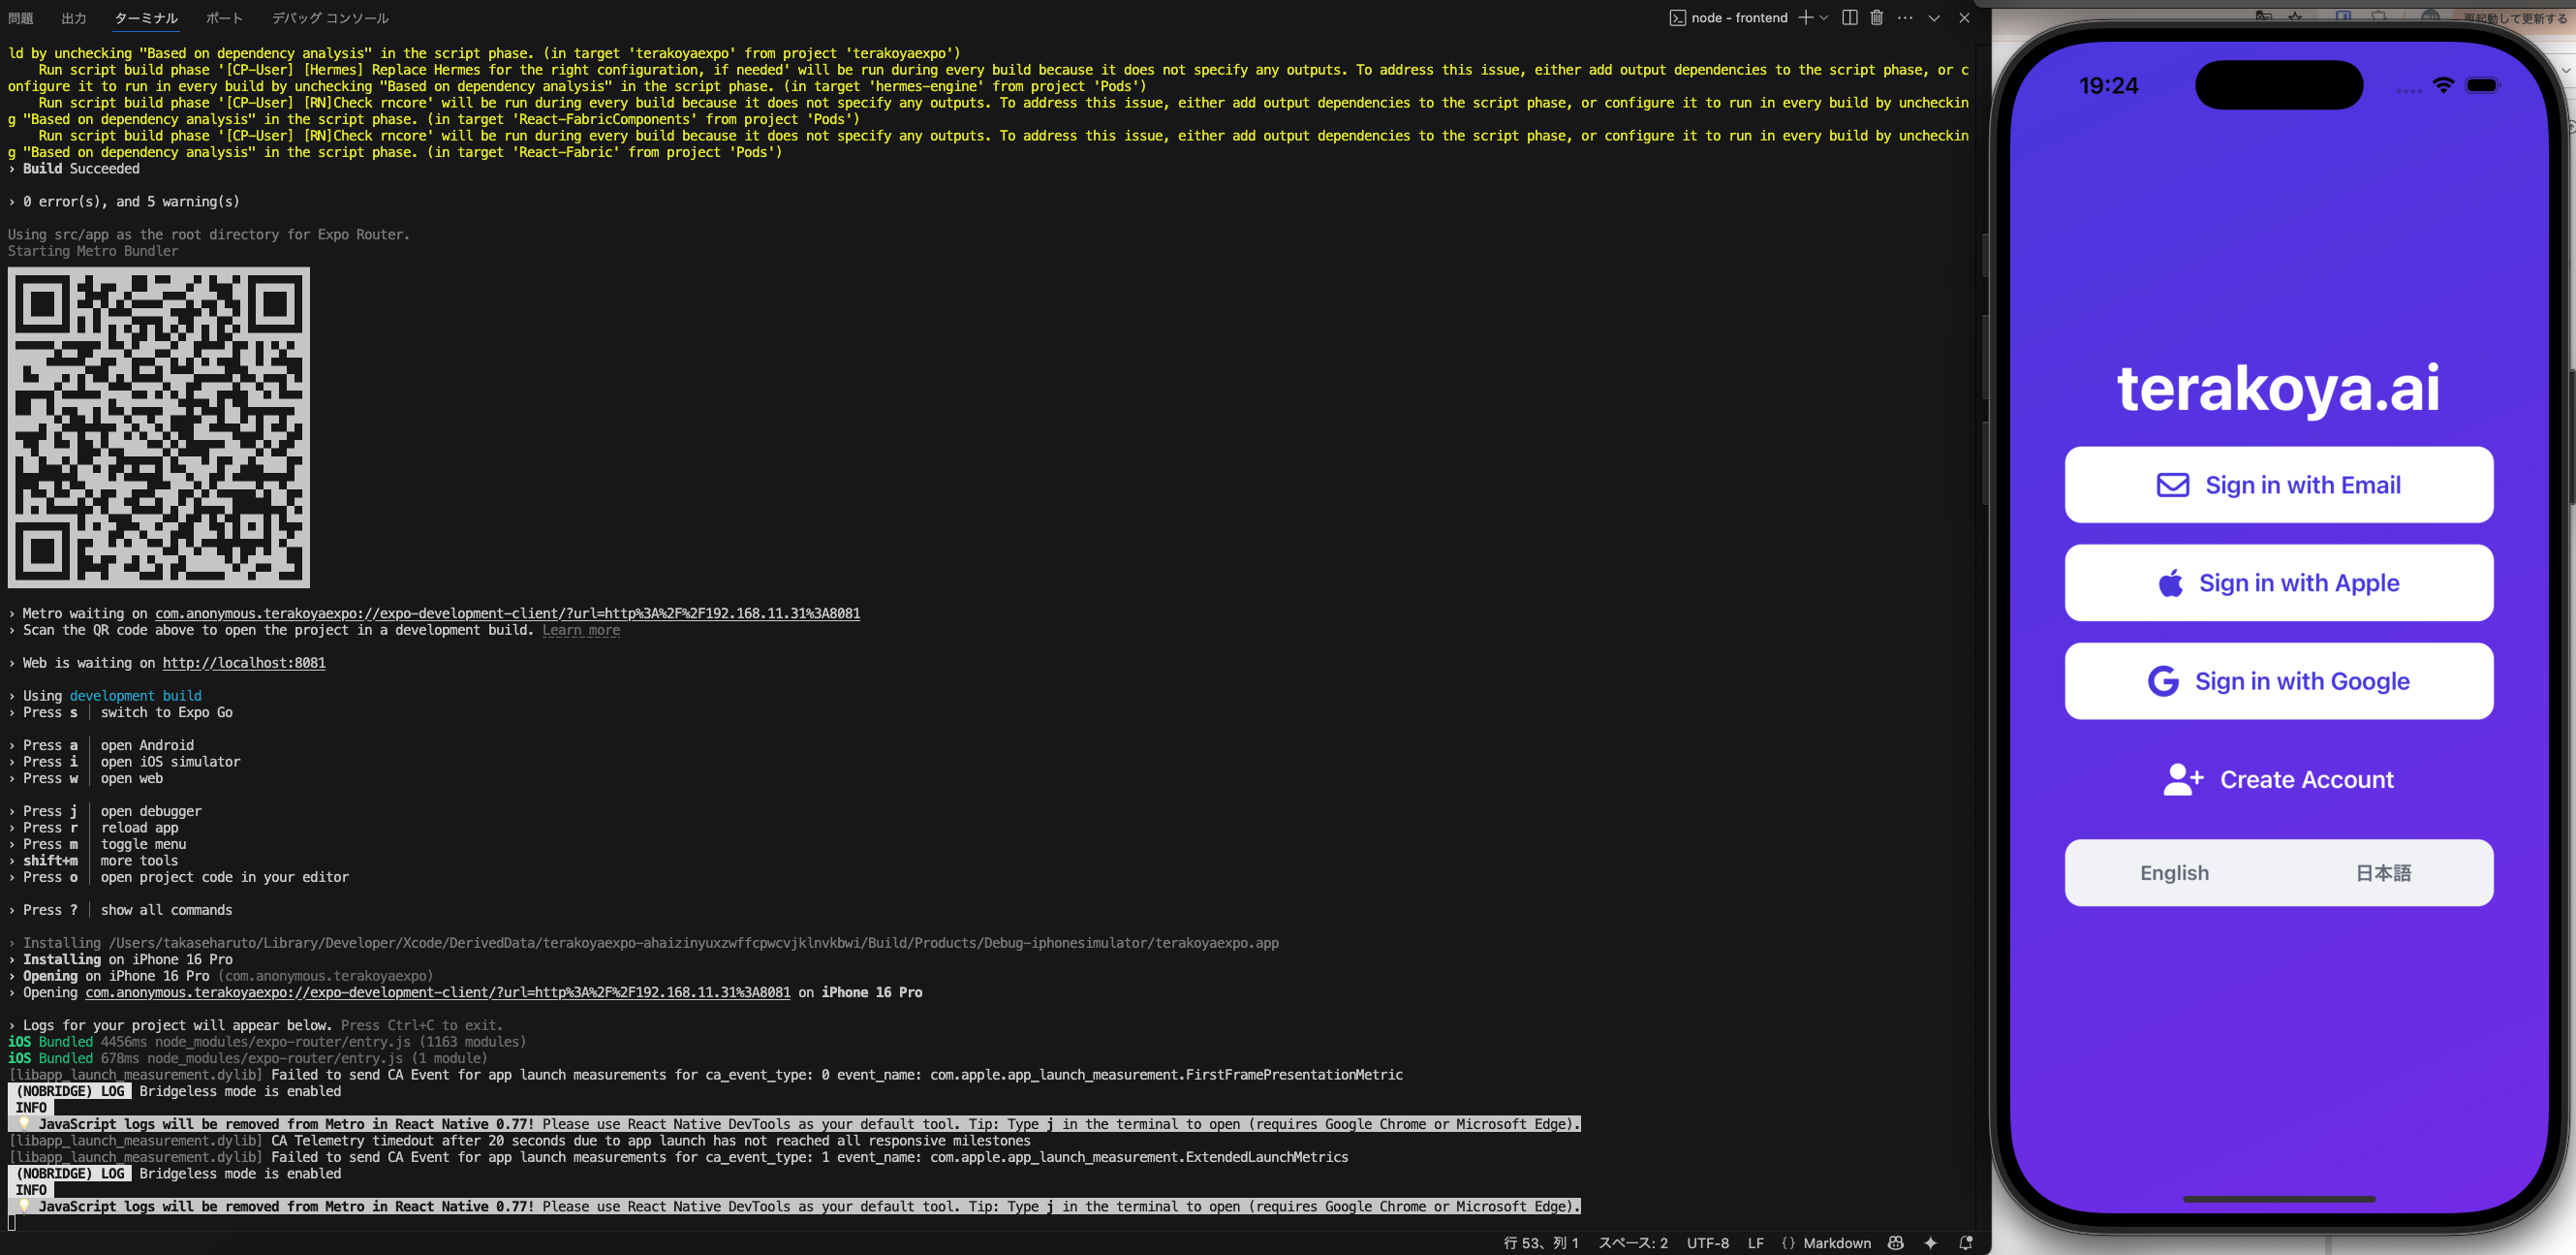 問題 出力 ターミナル ポート デバッグ コンソール
node - frontend
ld by unchecking "Based on dependency analysis" in the script phase. (in target 'terakoyaexpo' from project 'terakoyaexpo')
Run script build phase '[CP-User] [Hermes] Replace Hermes for the right configuration, if needed' will be run during every build because it does not specify any outputs. To address this issue, either add output dependencies to the script phase, or c
onfigure it to run in every build by unchecking "Based on dependency analysis" in the script phase. (in target 'hermes-engine' from project 'Pods')
Run script build phase '[CP-User] [RN]Check rncore' will be run during every build because it does not specify any outputs. To address this issue, either add output dependencies to the script phase, or configure it to run in every build by uncheckin
g "Based on dependency analysis" in the script phase. (in target 'React-FabricComponents' from project 'Pods')
Run script build phase '[CP-User] [RN]Check rncore' will be run during every build because it does not specify any outputs. To address this issue, either add output dependencies to the script phase, or configure it to run in every build by uncheckin
g "Based on dependency analysis" in the script phase. (in target 'React-Fabric' from project 'Pods')
› Build Succeeded
› 0 error(s), and 5 warning(s)
Using src/app as the root directory for Expo Router.
Starting Metro Bundler
› Metro waiting on com.anonymous.terakoyaexpo://expo-development-client/?url=http%3A%2F%2F192.168.11.31%3A8081
› Scan the QR code above to open the project in a development build. Learn more
› Web is waiting on http://localhost:8081
› Using development build
› Press s │ switch to Expo Go
› Press a │ open Android
› Press i │ open iOS simulator
› Press w │ open web
› Press j │ open debugger
› Press r │ reload app
› Press m │ toggle menu
› shift+m │ more tools
› Press o │ open project code in your editor
› Press ? │ show all commands
› Installing /Users/takaseharuto/Library/Developer/Xcode/DerivedData/terakoyaexpo-ahaizinyuxzwffcpwcvjklnvkbwi/Build/Products/Debug-iphonesimulator/terakoyaexpo.app
› Installing on iPhone 16 Pro
› Opening on iPhone 16 Pro (com.anonymous.terakoyaexpo)
› Opening com.anonymous.terakoyaexpo://expo-development-client/?url=http%3A%2F%2F192.168.11.31%3A8081 on iPhone 16 Pro
› Logs for your project will appear below. Press Ctrl+C to exit.
iOS Bundled 4456ms node_modules/expo-router/entry.js (1163 modules)
iOS Bundled 678ms node_modules/expo-router/entry.js (1 module)
[libapp_launch_measurement.dylib] Failed to send CA Event for app launch measurements for ca_event_type: 0 event_name: com.apple.app_launch_measurement.FirstFramePresentationMetric
(NOBRIDGE) LOG Bridgeless mode is enabled
INFO
💡 JavaScript logs will be removed from Metro in React Native 0.77! Please use React Native DevTools as your default tool. Tip: Type j in the terminal to open (requires Google Chrome or Microsoft Edge).
[libapp_launch_measurement.dylib] CA Telemetry timedout after 20 seconds due to app launch has not reached all responsive milestones
[libapp_launch_measurement.dylib] Failed to send CA Event for app launch measurements for ca_event_type: 1 event_name: com.apple.app_launch_measurement.ExtendedLaunchMetrics
(NOBRIDGE) LOG Bridgeless mode is enabled
INFO
💡 JavaScript logs will be removed from Metro in React Native 0.77! Please use React Native DevTools as your default tool. Tip: Type j in the terminal to open (requires Google Chrome or Microsoft Edge).
行 53、列 1 スペース: 2 UTF-8 LF {} Markdown
再起動して更新する
19:24
terakoya.ai
Sign in with Email
Sign in with Apple
Sign in with Google
Create Account
English 日本語